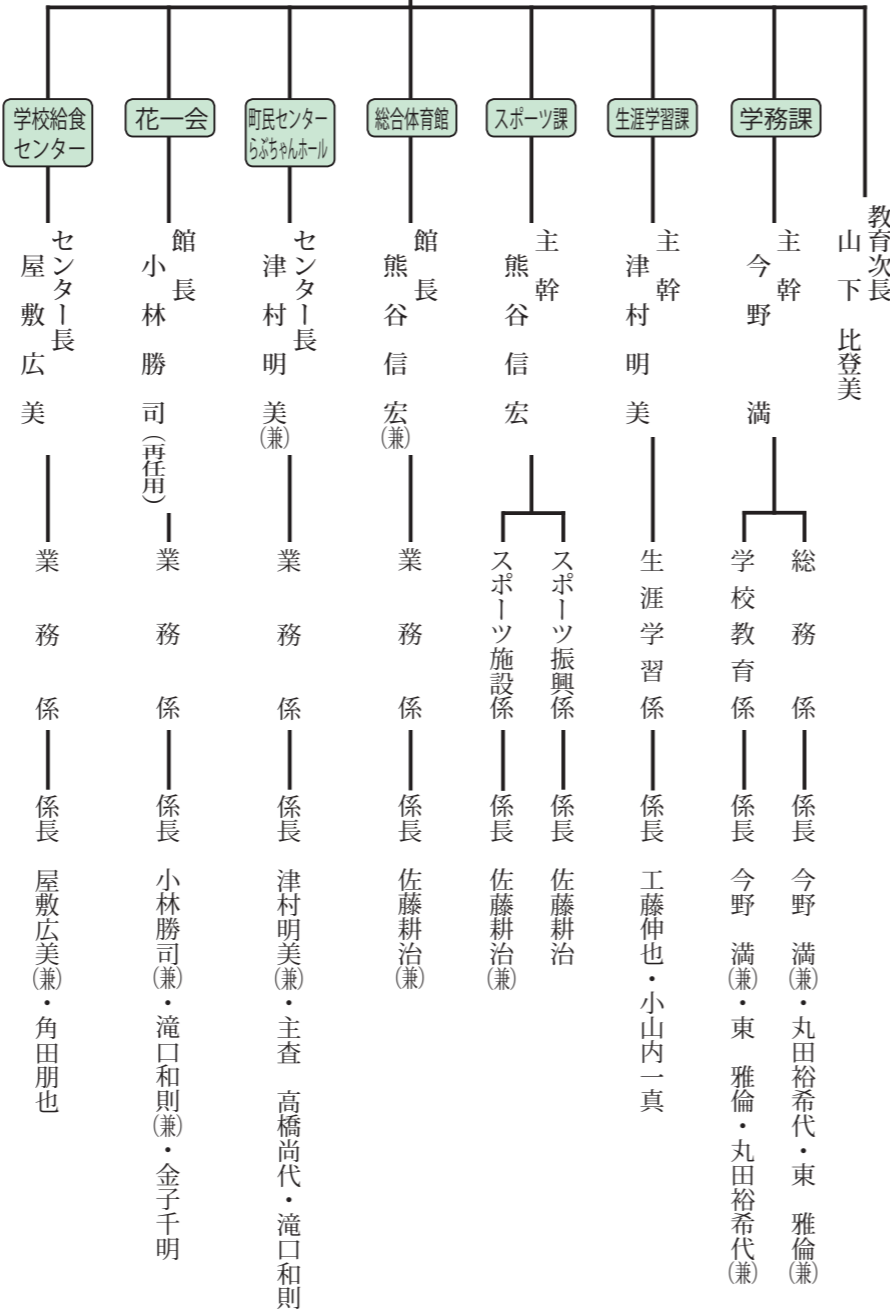 教育次長
山下 比登美
学務課
主幹
今野 満
総務係
係長 今野 満㈮・丸田裕希代・東 雅倫(兼)
学校教育係
係長 今野 満(兼)・東 雅倫・丸田裕希代(兼)
生涯学習課
主幹
津村明美
生涯学習係
係長 工藤伸也・小山内一真
スポーツ課
主幹
熊谷信宏
スポーツ振興係
係長 佐藤耕治
スポーツ施設係
係長 佐藤耕治(兼)
総合体育館
館長
熊谷信宏(兼)
業務係
係長 佐藤耕治(兼)
町民センター
らぶちゃんホール
センター長
津村明美(兼)
業務係
係長 津村明美(兼)・主査 高橋尚代・滝口和則
花一会
館長
小林勝司(再任用)
業務係
係長 小林勝司(兼)・滝口和則(兼)・金子千明
学校給食
センター
センター長
屋敷広美
業務係
係長 屋敷広美(兼)・角田朋也